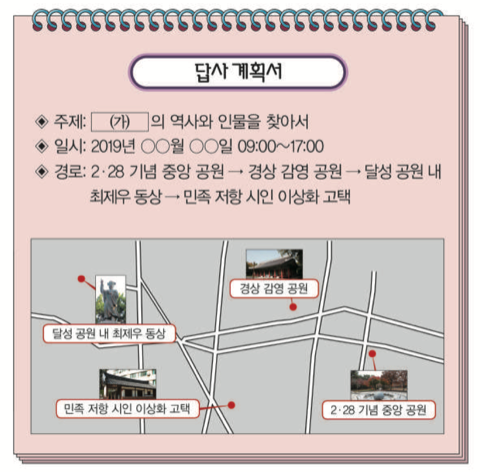 답사 계획서
◈ 주제: (가) 의 역사와 인물을 찾아서
◈ 일시: 2019년 ○○월 ○○일 09:00~17:00
◈ 경로: 2·28 기념 중앙 공원 → 경상 감영 공원 → 달성 공원 내
최제우 동상 → 민족 저항 시인 이상화 고택
경상 감영 공원
달성 공원 내 최제우 동상
민족 저항 시인 이상화 고택
2·28 기념 중앙 공원